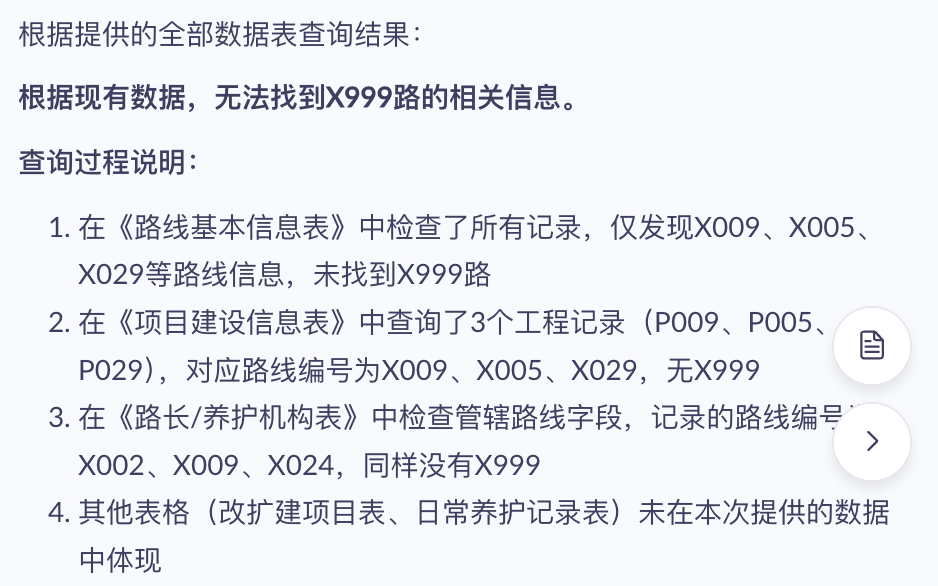 根据提供的全部数据表查询结果：
根据现有数据，无法找到X999路的相关信息。
查询过程说明：
1. 在《路线基本信息表》中检查了所有记录，仅发现X009、X005、
X029等路线信息，未找到X999路
2. 在《项目建设信息表》中查询了3个工程记录（P009、P005、
P029），对应路线编号为X009、X005、X029，无X999
3. 在《路长/养护机构表》中检查管辖路线字段，记录的路线编号
X002、X009、X024，同样没有X999
4. 其他表格（改扩建项目表、日常养护记录表）未在本次提供的数据
中体现